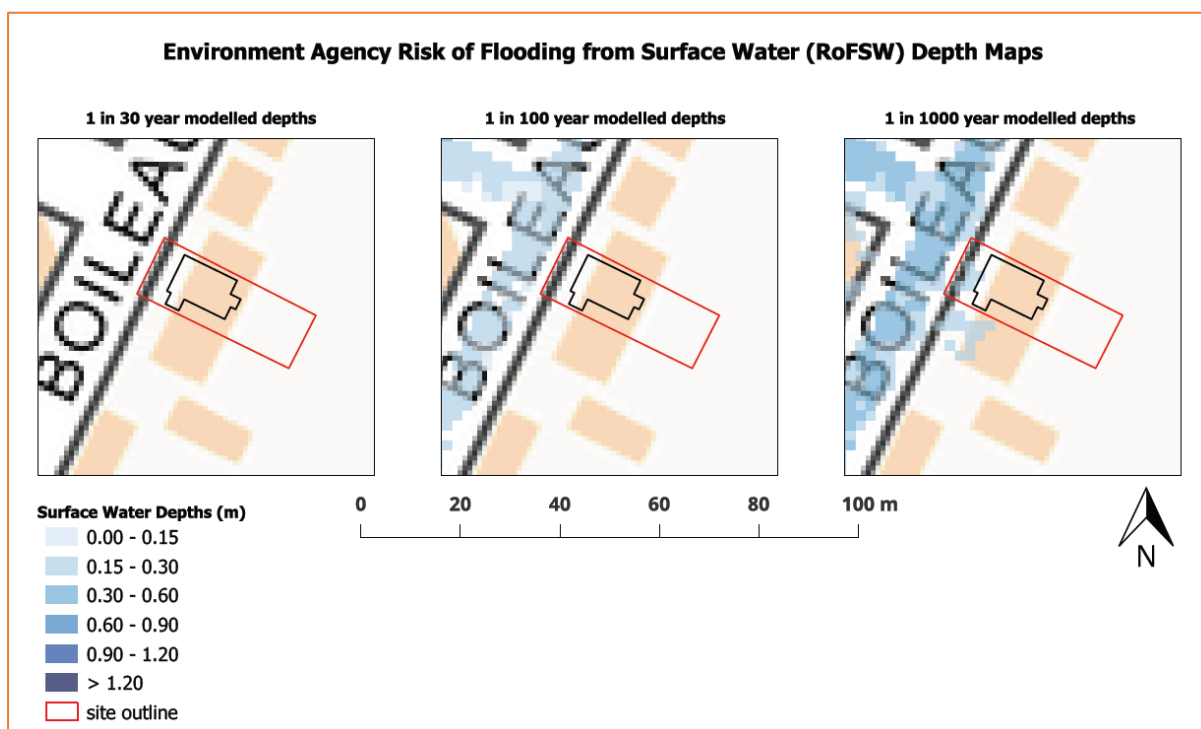 Environment Agency Risk of Flooding from Surface Water (RoFSW) Depth Maps
1 in 30 year modelled depths
1 in 100 year modelled depths
1 in 1000 year modelled depths
BOILEAU
BOILEAU
BOILEAU
Surface Water Depths (m)
0.00 - 0.15
0.15 - 0.30
0.30 - 0.60
0.60 - 0.90
0.90 - 1.20
> 1.20
site outline
0 20 40 60 80 100 m
N